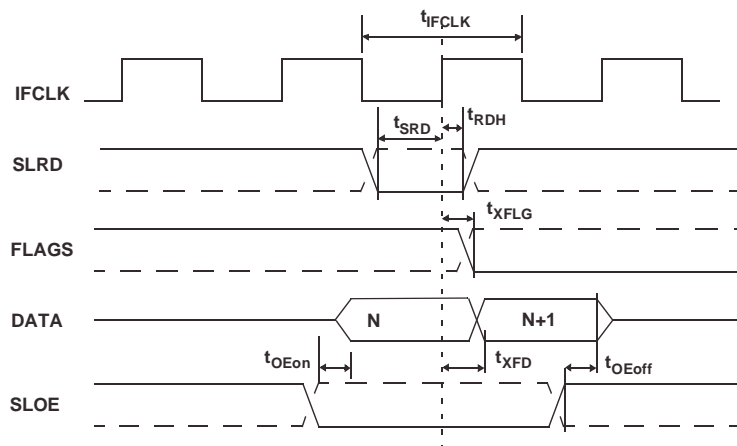 tIFCLK
IFCLK
tSRD
tRDH
SLRD
tXFLG
FLAGS
DATA
N
N+1
tOEon
tXFD
tOEoff
SLOE